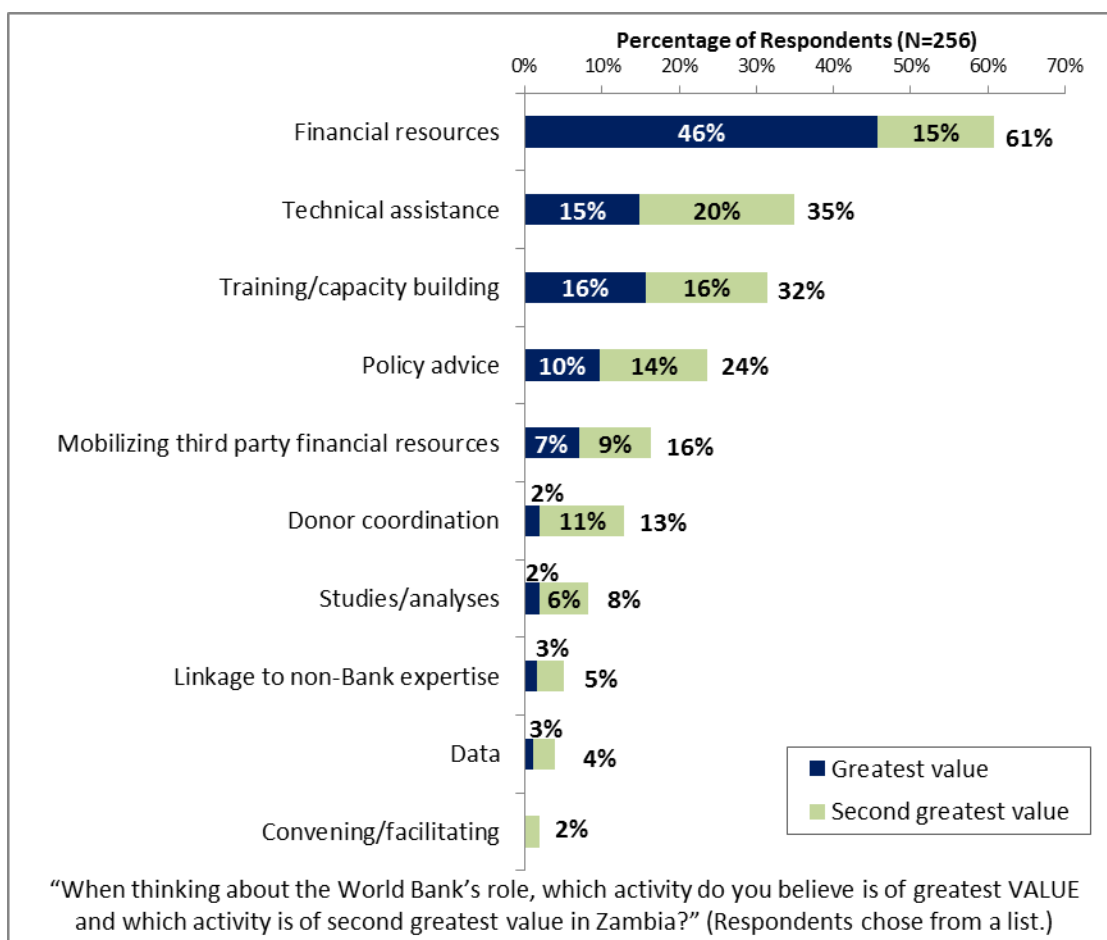 Percentage of Respondents (N=256)
0% 10% 20% 30% 40% 50% 60% 70%
Financial resources 46% 15% 61%
Technical assistance 15% 20% 35%
Training/capacity building 16% 16% 32%
Policy advice 10% 14% 24%
Mobilizing third party financial resources 7% 9% 16%
2%
Donor coordination 11% 13%
2%
Studies/analyses 6% 8%
3%
Linkage to non-Bank expertise 5%
3%
Data 4%
Greatest value
Second greatest value
Convening/facilitating 2%
“When thinking about the World Bank’s role, which activity do you believe is of greatest VALUE
and which activity is of second greatest value in Zambia?” (Respondents chose from a list.)